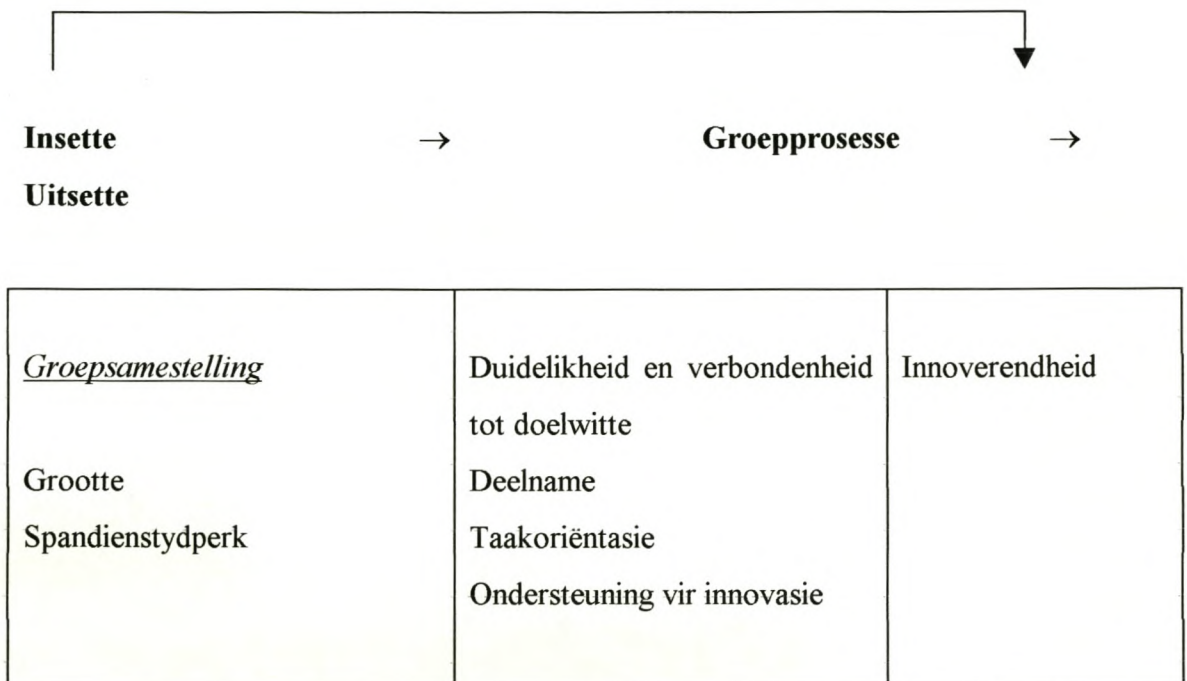 Insette → Groepprosesse →
Uitsette
Groepsamestelling
Grootte
Spandienstydperk
Duidelikheid en verbondenheid
tot doelwitte
Deelname
Taakoriëntasie
Ondersteuning vir innovasie
Innoverendheid